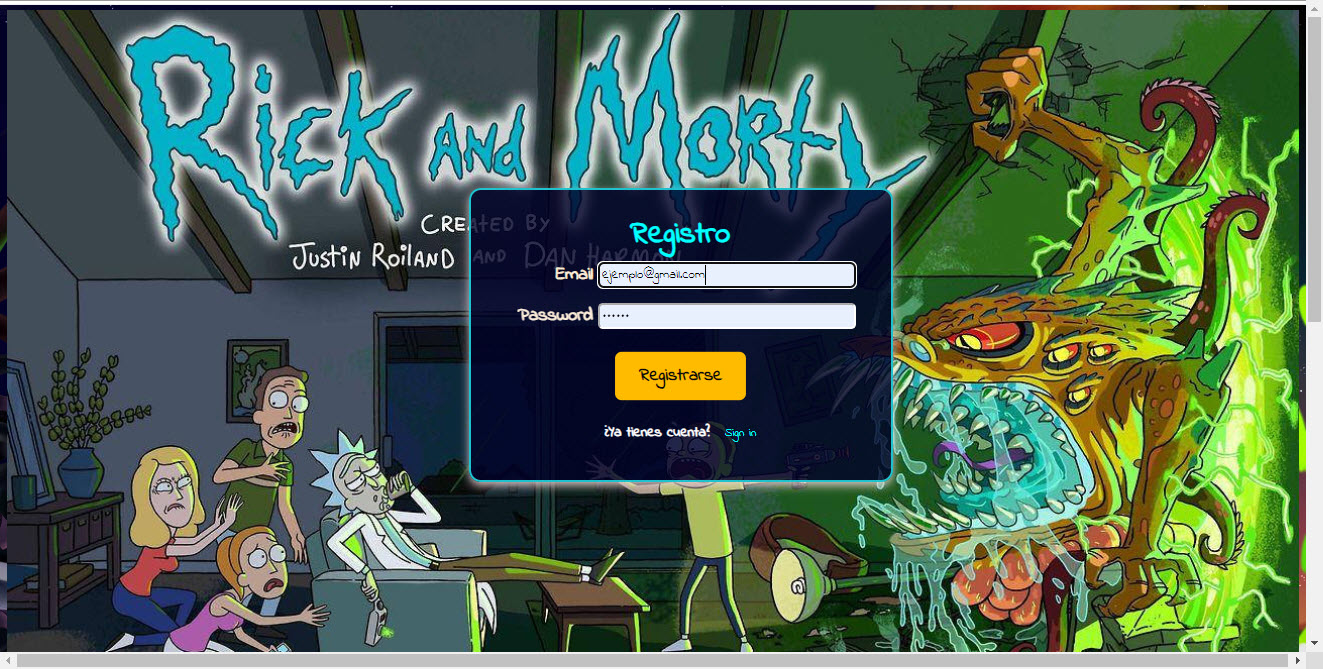 RICK AND MORTY
CREATED BY
JUSTIN ROILAND AND DAN HARMON
Registro
Email ejemplo@gmail.com
Password ••••••
Registrarse
¿Ya tienes cuenta? Sign in